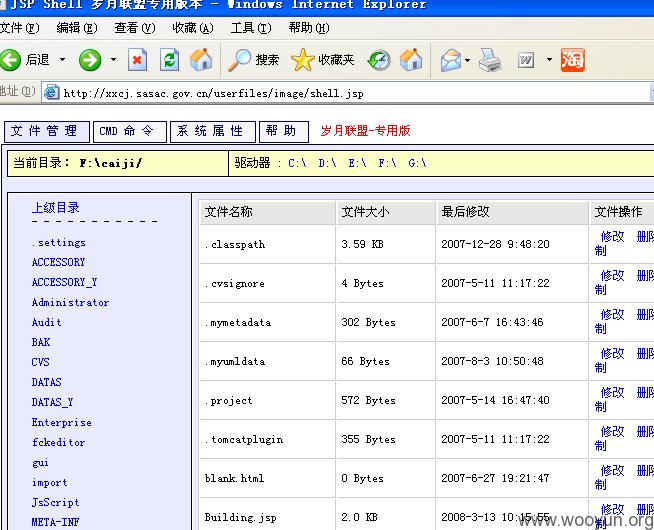 JSP Shell 岁月联盟专用版本 - Windows Internet Explorer
文件(F) 编辑(E) 查看(V) 收藏(A) 工具(T) 帮助(H)
后退 搜索 收藏夹 W 淘
地址(D) http://xxcj.sasac.gov.cn/userfiles/image/shell.jsp
文件管理 CMD命令 系统属性 帮助 岁月联盟-专用版
当前目录: F:\caiji/ 驱动器 : C:\ D:\ E:\ F:\ G:\
上级目录
- - - - - - - - - - - -
.settings
ACCESSORY
ACCESSORY_Y
Administrator
Audit
BAK
CVS
DATAS
DATAS_Y
Enterprise
fckeditor
gui
import
JsScript
META-INF
文件名称 文件大小 最后修改 文件操作
.classpath 3.59 KB 2007-12-28 9:48:20 修改 删除
制
.cvsignore 4 Bytes 2007-5-11 11:17:22 修改 删除
制
.mymetadata 302 Bytes 2007-6-7 16:43:46 修改 删除
制
.myumldata 66 Bytes 2007-8-3 10:50:48 修改 删除
制
.project 572 Bytes 2007-5-14 16:47:40 修改 删除
制
.tomcatplugin 355 Bytes 2007-5-11 11:17:22 修改 删除
制
blank.html 0 Bytes 2007-6-27 19:21:47 修改 删除
制
Building.jsp 2.0 KB 2008-3-13 10:15:55 修改 删除
制
www.wooyun.org